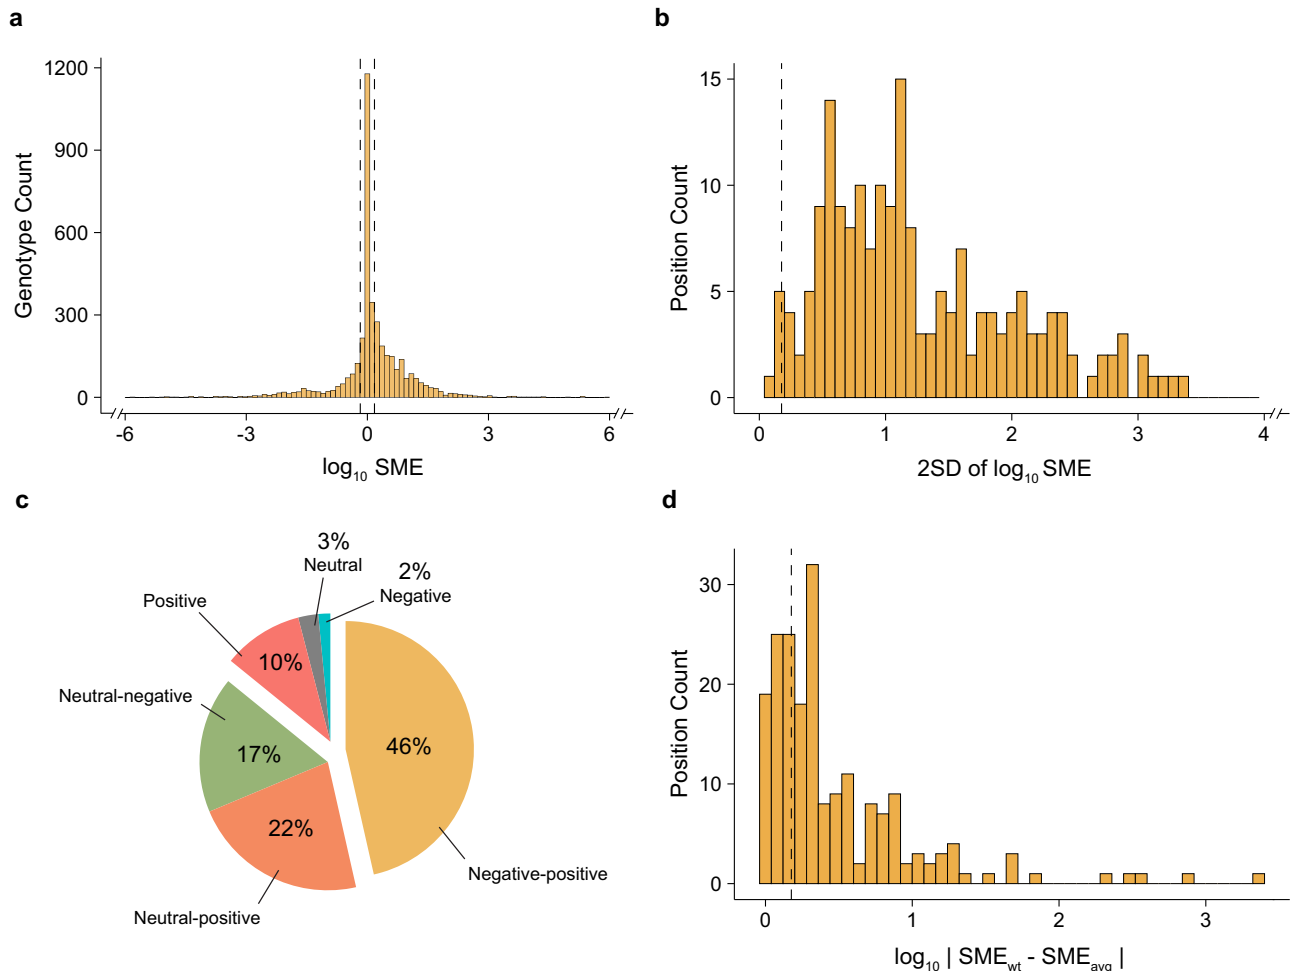 a
1200
900
600
300
0
Genotype Count
-6 -3 0 3 6
log10 SME
b
15
10
5
0
Position Count
0 1 2 3 4
2SD of log10 SME
c
3%
Neutral
2%
Negative
Positive
10%
Neutral-negative
17%
46%
22%
Negative-positive
Neutral-positive
d
30
20
10
0
Position Count
0 1 2 3
log10 | SMEwt - SMEavg |